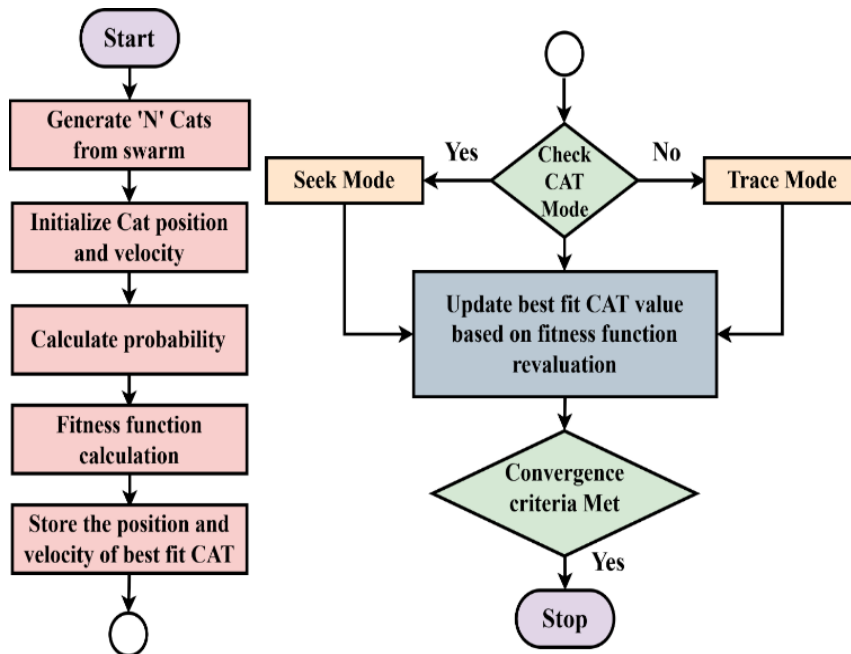 Start
Generate 'N' Cats
from swarm
Initialize Cat position
and velocity
Calculate probability
Fitness function
calculation
Store the position and
velocity of best fit CAT
Check
CAT
Mode
Yes
No
Seek Mode
Trace Mode
Update best fit CAT value
based on fitness function
revaluation
Convergence
criteria Met
Yes
Stop